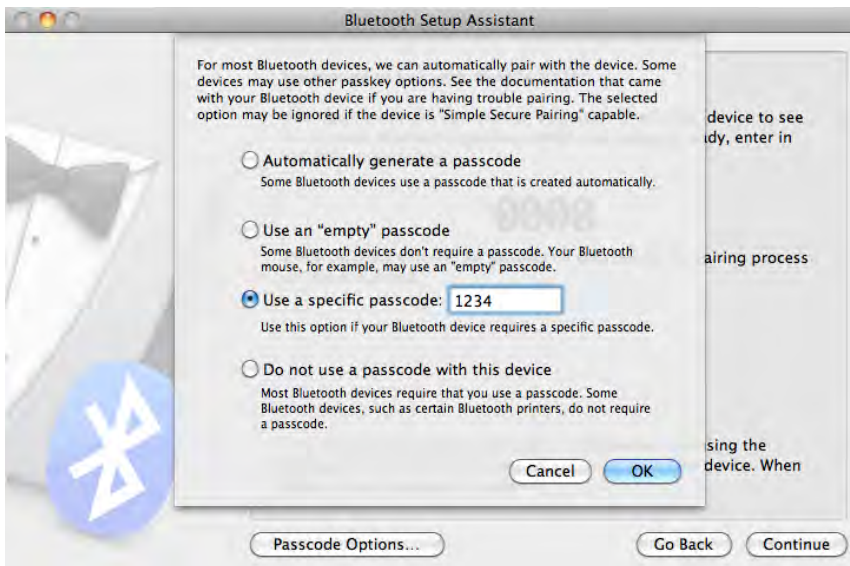 Bluetooth Setup Assistant
For most Bluetooth devices, we can automatically pair with the device. Some
devices may use other passkey options. See the documentation that came
with your Bluetooth device if you are having trouble pairing. The selected
option may be ignored if the device is "Simple Secure Pairing" capable.
Automatically generate a passcode
Some Bluetooth devices use a passcode that is created automatically.
Use an "empty" passcode
Some Bluetooth devices don't require a passcode. Your Bluetooth
mouse, for example, may use an "empty" passcode.
Use a specific passcode: 1234
Use this option if your Bluetooth device requires a specific passcode.
Do not use a passcode with this device
Most Bluetooth devices require that you use a passcode. Some
Bluetooth devices, such as certain Bluetooth printers, do not require
a passcode.
Cancel OK
device to see
dy, enter in
airing process
sing the
device. When
Passcode Options... Go Back Continue